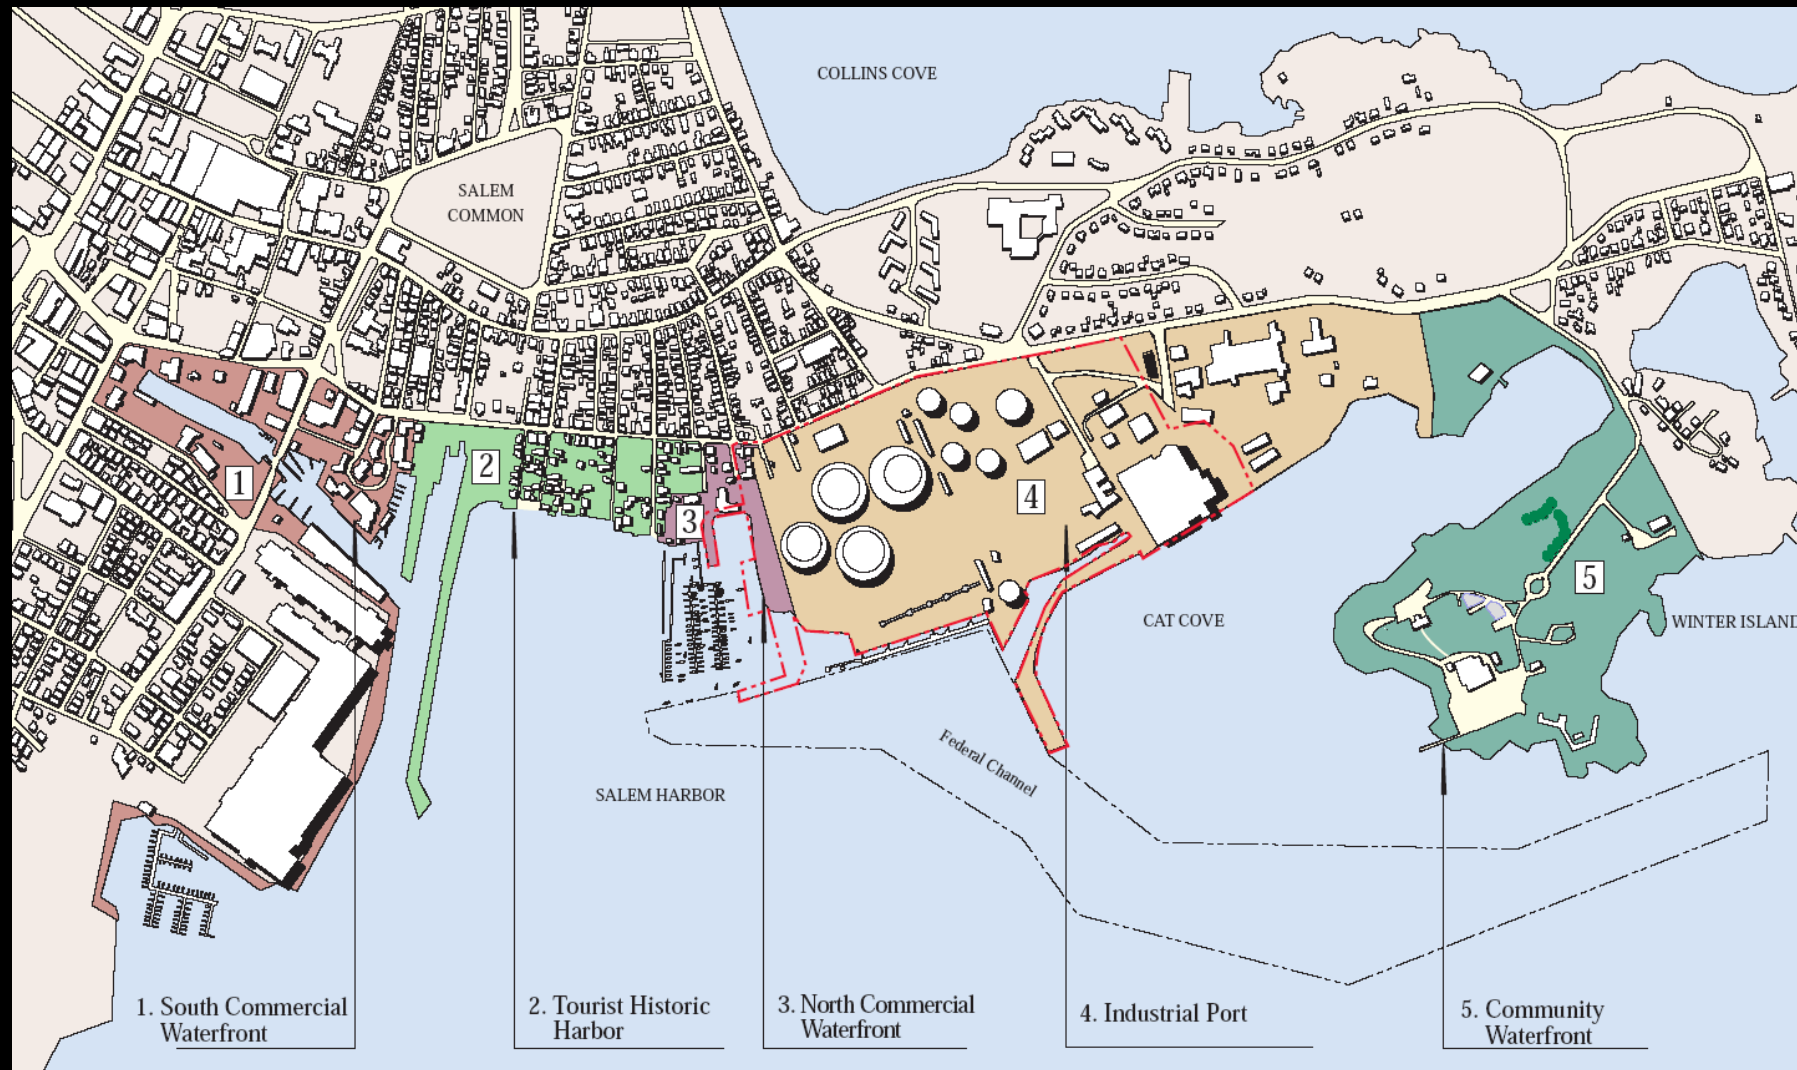 COLLINS COVE
SALEM
COMMON
1
2
3
4
5
CAT COVE
WINTER ISLAND
Federal Channel
SALEM HARBOR
1. South Commercial
Waterfront
2. Tourist Historic
Harbor
3. North Commercial
Waterfront
4. Industrial Port
5. Community
Waterfront